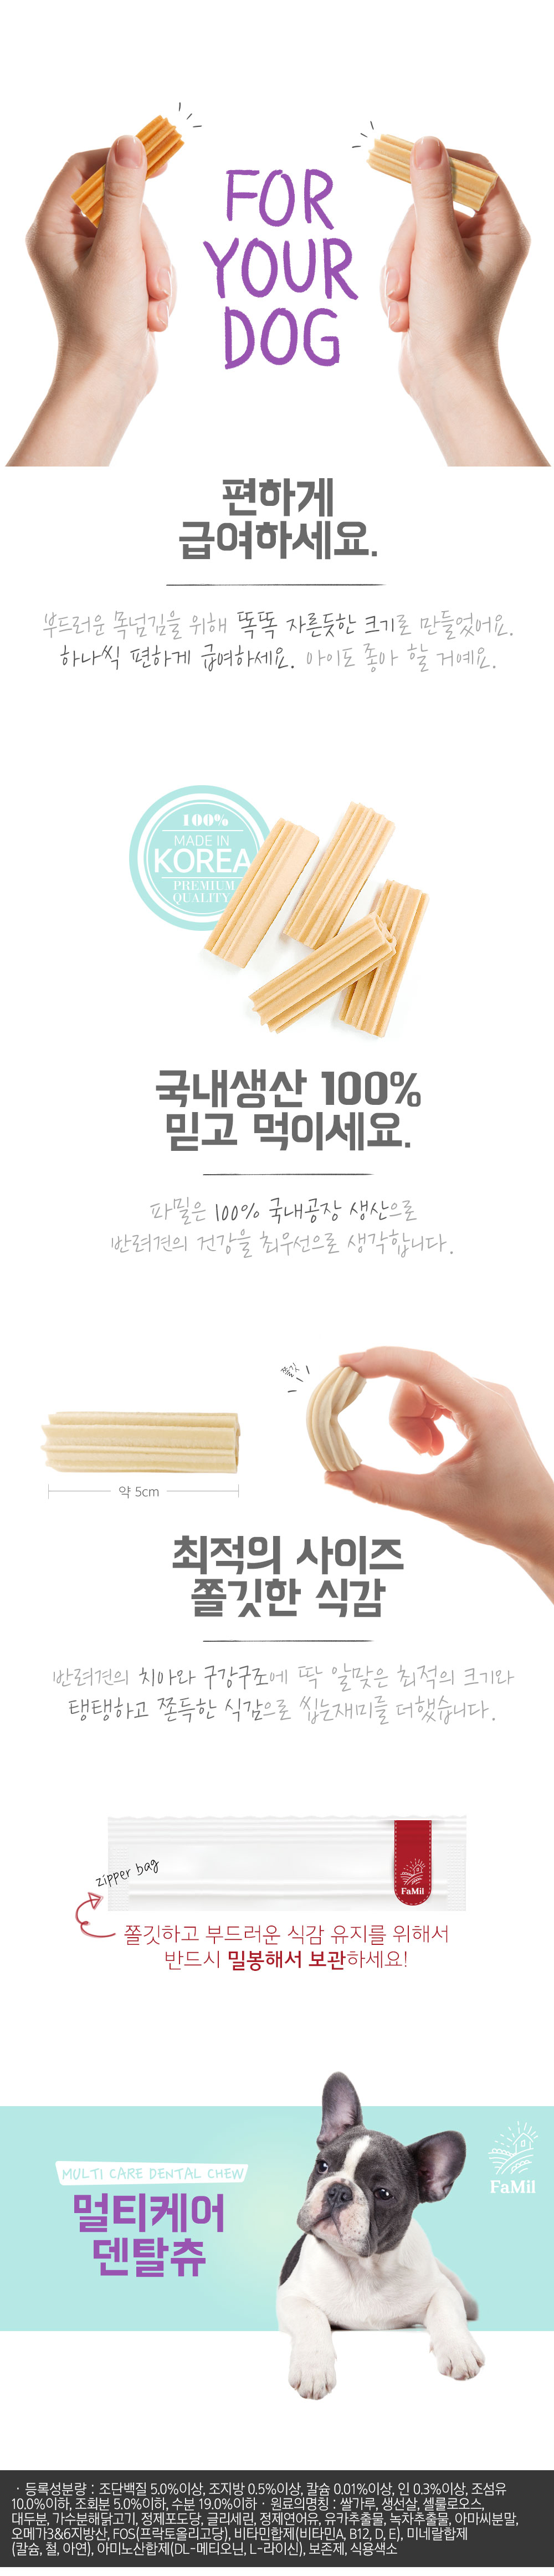 FOR
YOUR
DOG
편하게
급여하세요.
부드러운 목넘김을 위해 똑똑 자른듯한 크기로 만들었어요.
하나씩 편하게 급여하세요. 아이도 좋아 할 거예요.
100%
MADE IN
KOREA
PREMIUM
QUALITY
국내생산 100%
믿고 먹이세요.
파밀은 100% 국내공장 생산으로
반려견의 건강을 최우선으로 생각합니다.
쫄깃
약 5cm
최적의 사이즈
쫄깃한 식감
반려견의 치아와 구강구조에 딱 알맞은 최적의 크기와
탱탱하고 쫀득한 식감으로 씹는재미를 더했습니다.
zipper bag
FaMil
쫄깃하고 부드러운 식감 유지를 위해서
반드시 밀봉해서 보관하세요!
MULTI CARE DENTAL CHEW
멀티케어
덴탈츄
FaMil
· 등록성분량 : 조단백질 5.0%이상, 조지방 0.5%이상, 칼슘 0.01%이상, 인 0.3%이상, 조섬유
10.0%이하, 조회분 5.0%이하, 수분 19.0%이하 · 원료의명칭 : 쌀가루, 생선살, 셀룰로오스,
대두분, 가수분해닭고기, 정제포도당, 글리세린, 정제연어유, 유카추출물, 녹차추출물, 아마씨분말,
오메가3&6지방산, FOS(프락토올리고당), 비타민합제(비타민A, B12, D, E), 미네랄합제
(칼슘, 철, 아연), 아미노산합제(DL-메티오닌, L-라이신), 보존제, 식용색소